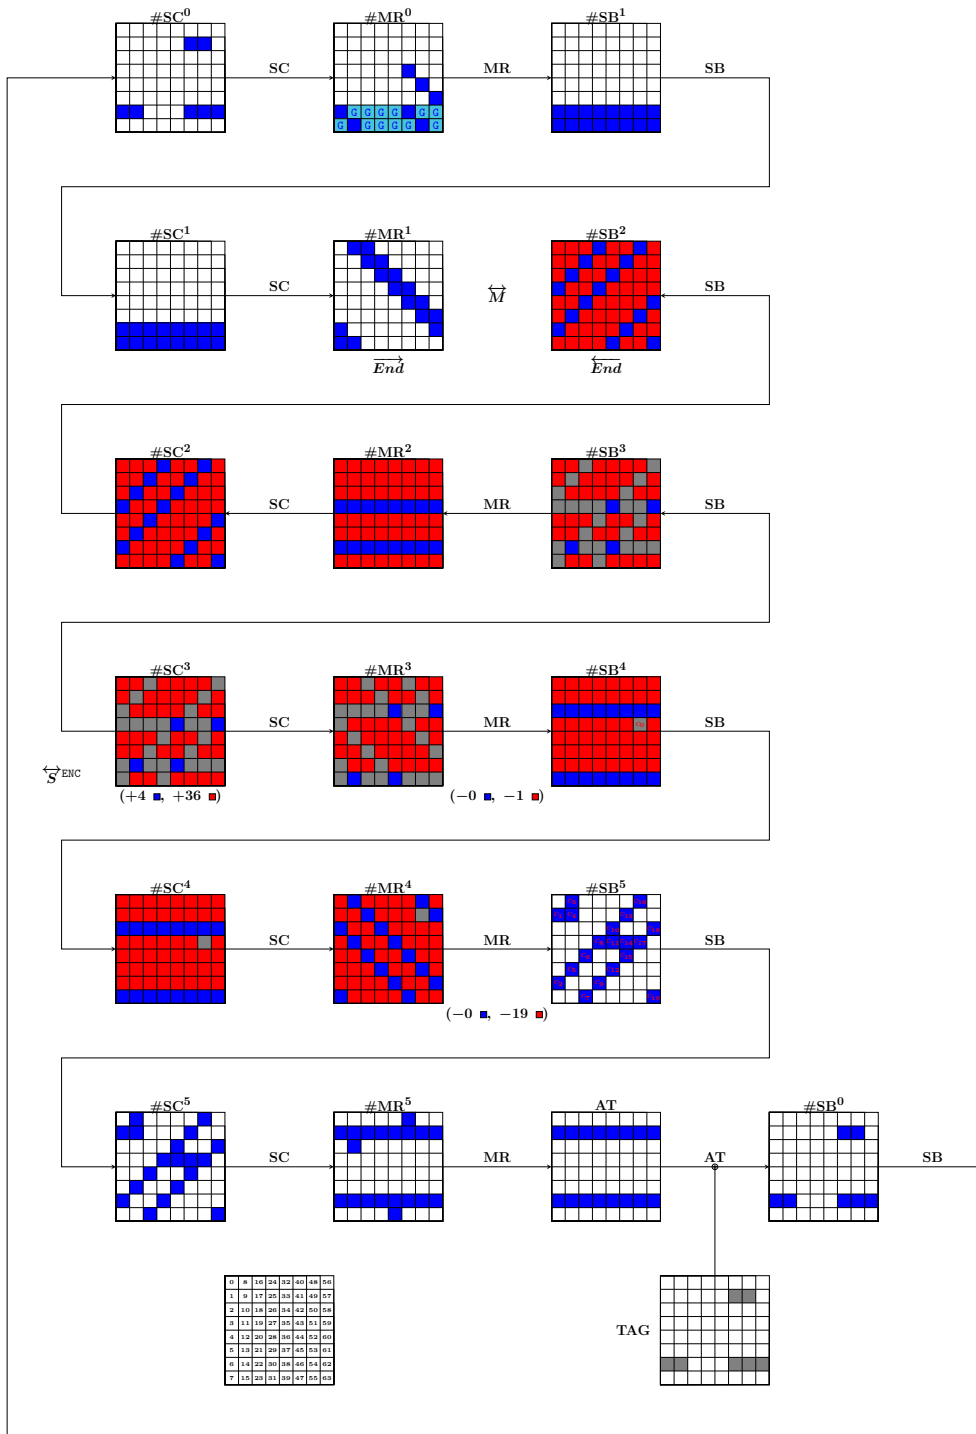 #SC⁰ #MR⁰ #SB¹
SC MR SB
G G G G G G
G G G G G G
#SC¹ #MR¹ #SB²
SC M SB
End End
#SC² #MR² #SB³
SC MR SB
#SC³ #MR³ #SB⁴
SC MR SB
S ENC
(+4 , +36 ) (−0 , −1 )
#SC⁴ #MR⁴ #SB⁵
SC MR SB
(−0 , −19 )
#SC⁵ #MR⁵ AT #SB⁰
SC MR AT SB
0 8 16 24 32 40 48 56
1 9 17 25 33 41 49 57
2 10 18 26 34 42 50 58
3 11 19 27 35 43 51 59
4 12 20 28 36 44 52 60
5 13 21 29 37 45 53 61
6 14 22 30 38 46 54 62
7 15 23 31 39 47 55 63
TAG